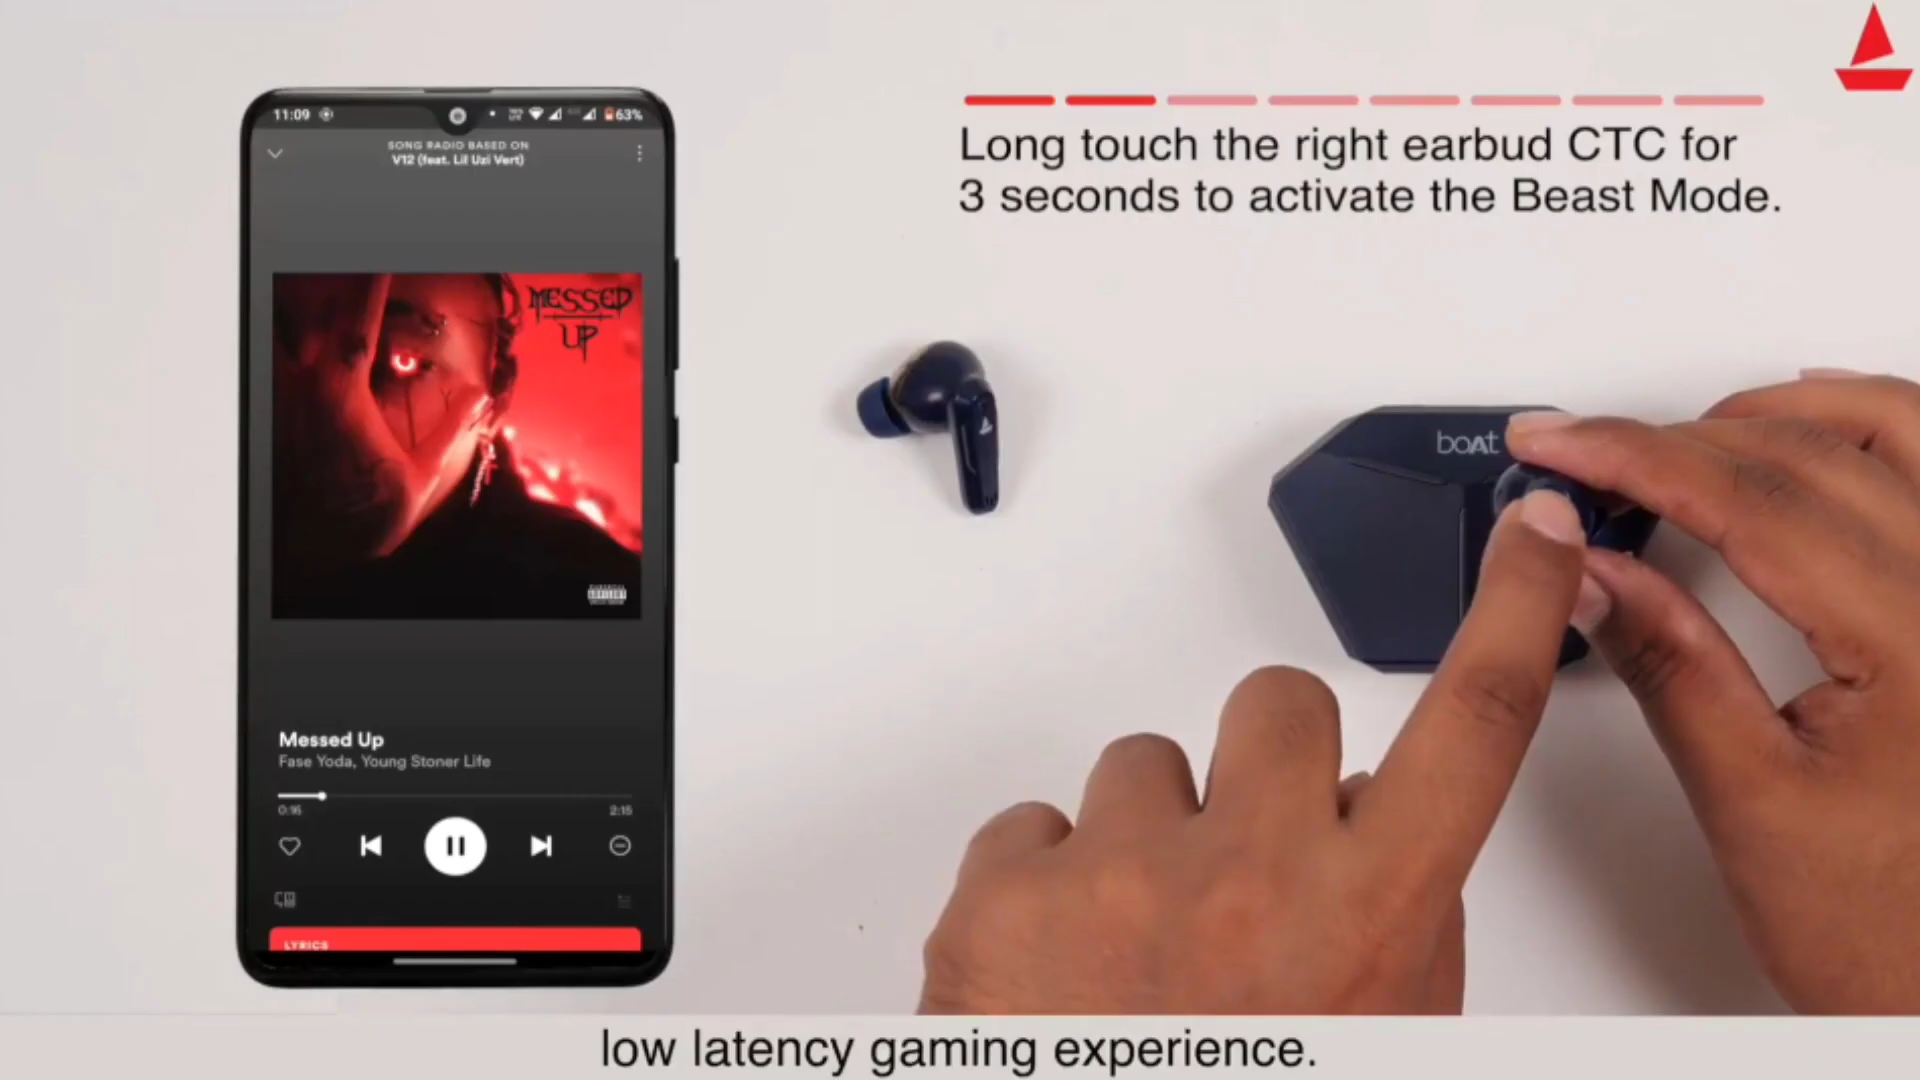 11:09
63%
SONG RADIO BASED ON
V12 (feat. Lil Uzi Vert)
MESSED
UP
Messed Up
Fase Yoda, Young Stoner Life
0:16
2:15
LYRICS
Long touch the right earbud CTC for
3 seconds to activate the Beast Mode.
boAt
low latency gaming experience.